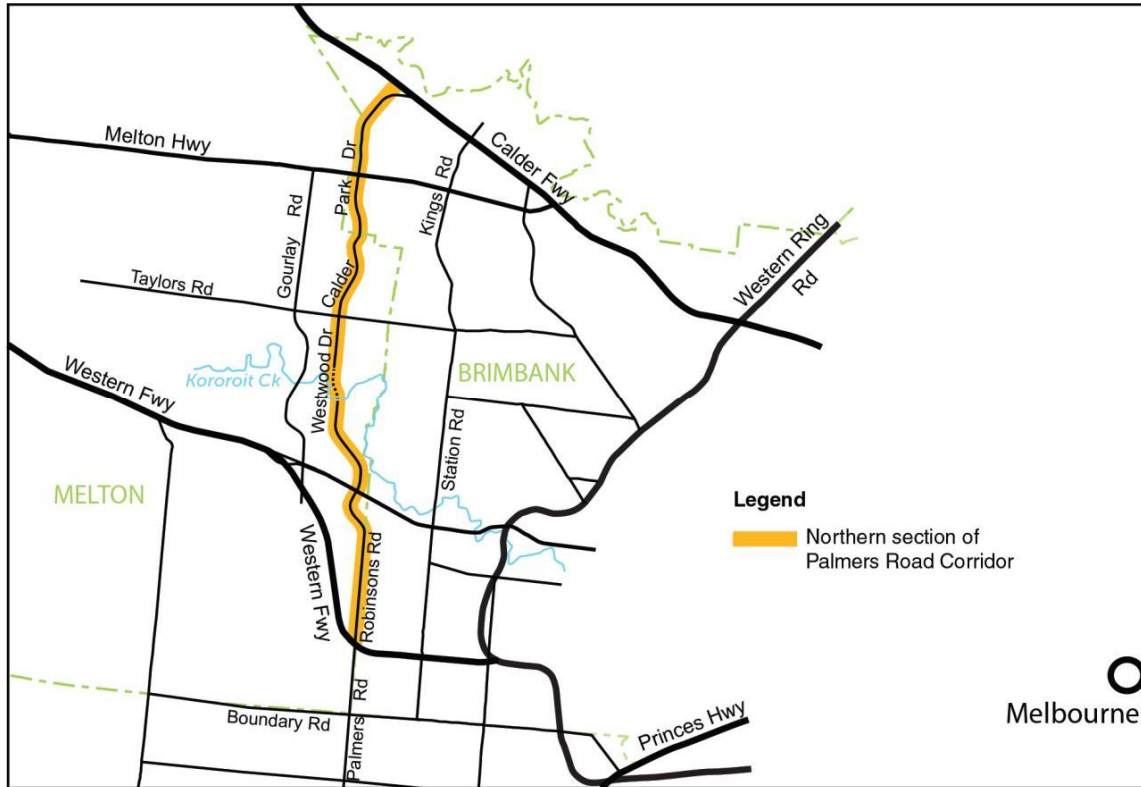 Melton Hwy
Calder Fwy
Park Dr
Kings Rd
Gourlay Rd
Western Ring Rd
Taylors Rd
Calder
Westwood Dr
Western Fwy
Kororoit Ck
BRIMBANK
Station Rd
MELTON
Legend
Northern section of
Palmers Road Corridor
Western Fwy
Robinsons Rd
Palmers Rd
Boundary Rd
Princes Hwy
Melbourne